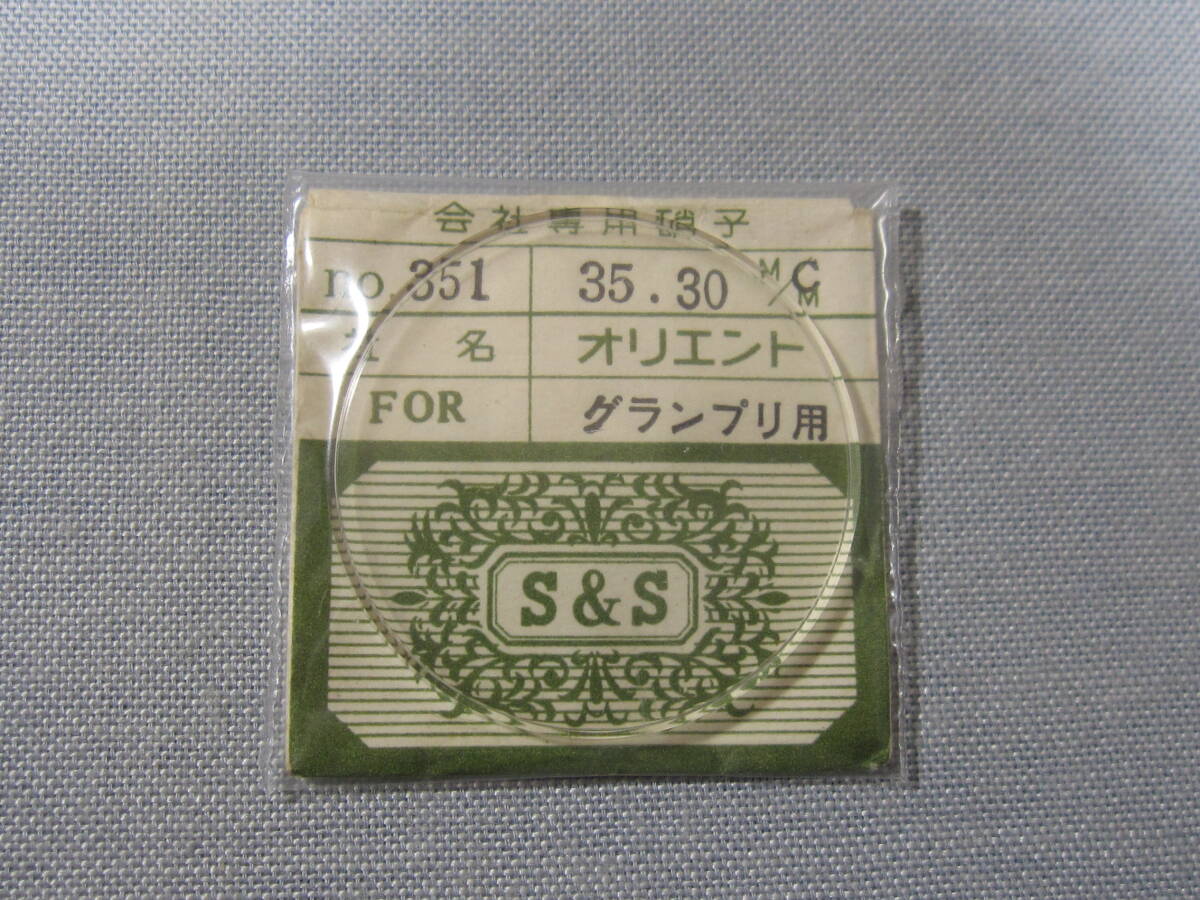 会社専用硝子
no. 351 35.30 M/M C
社名 オリエント
FOR グランプリ用
S & S